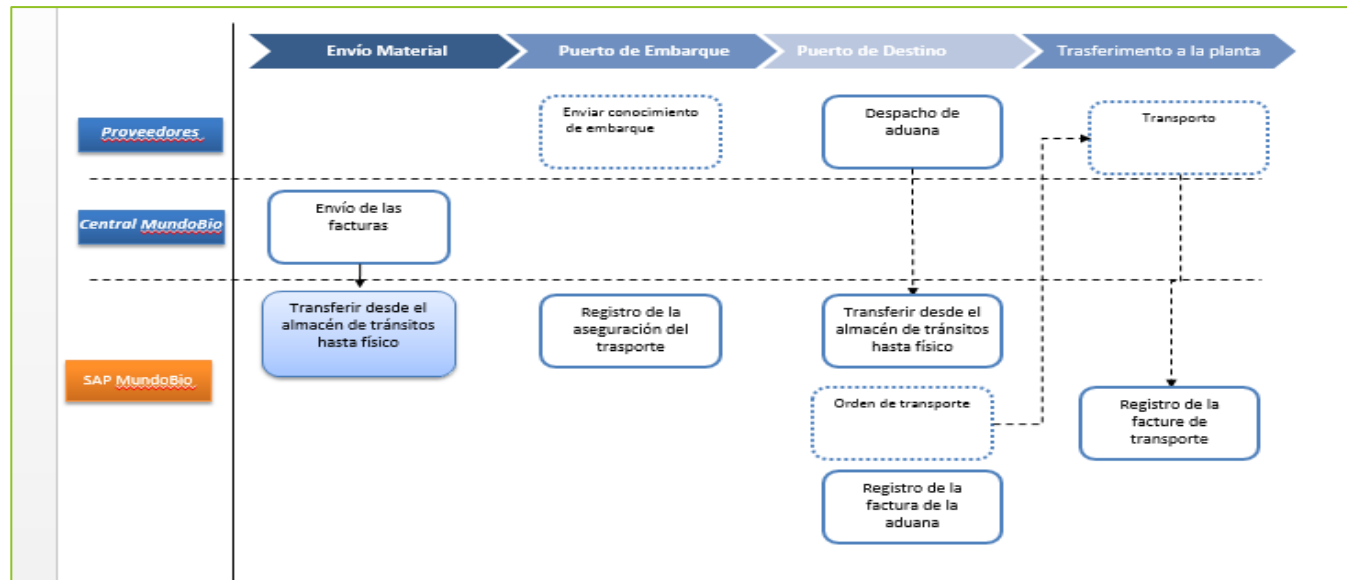 Envío Material
Puerto de Embarque
Puerto de Destino
Trasferimento a la planta
Proveedores
Enviar conocimiento
de embarque
Despacho de
aduana
Transporto
Central MundoBio
Envío de las
facturas
SAP MundoBio
Transferir desde el
almacén de tránsitos
hasta físico
Registro de la
aseguración del
trasporte
Transferir desde el
almacén de tránsitos
hasta físico
Orden de transporte
Registro de la
facture de
transporte
Registro de la
factura de la
aduana